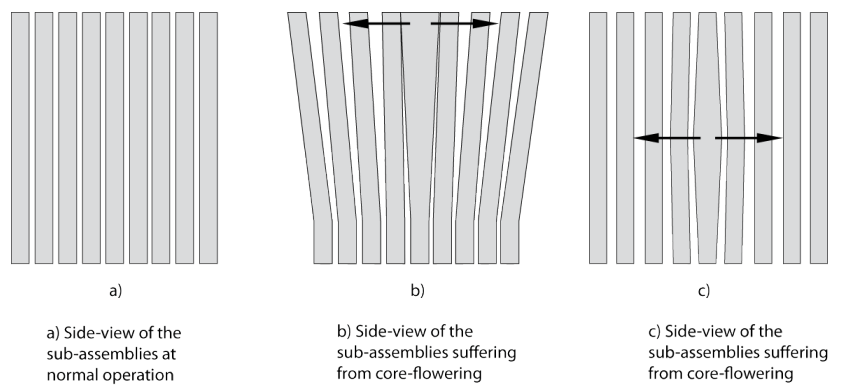 a)
b)
c)
a) Side-view of the
sub-assemblies at
normal operation
b) Side-view of the
sub-assemblies suffering
from core-flowering
c) Side-view of the
sub-assemblies suffering
from core-flowering